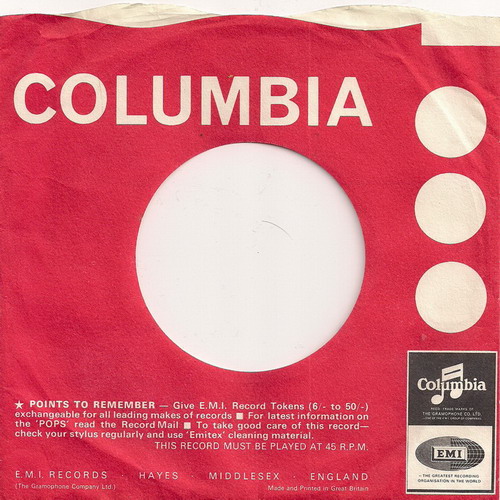 COLUMBIA
★ POINTS TO REMEMBER — Give E.M.I. Record Tokens (6/- to 50/-)
exchangeable for all leading makes of records ■ For latest information on
the 'POPS' read the Record Mail ■ To take good care of this record—
check your stylus regularly and use 'Emitex' cleaning material.
THIS RECORD MUST BE PLAYED AT 45 R.P.M.
E.M.I. RECORDS HAYES MIDDLESEX ENGLAND
(The Gramophone Company Ltd.) Made and Printed in Great Britain
Columbia
REGD. TRADE MARKS OF
THE GRAMOPHONE CO. LTD.
EMI
THE GREATEST RECORDING
ORGANISATION IN THE WORLD